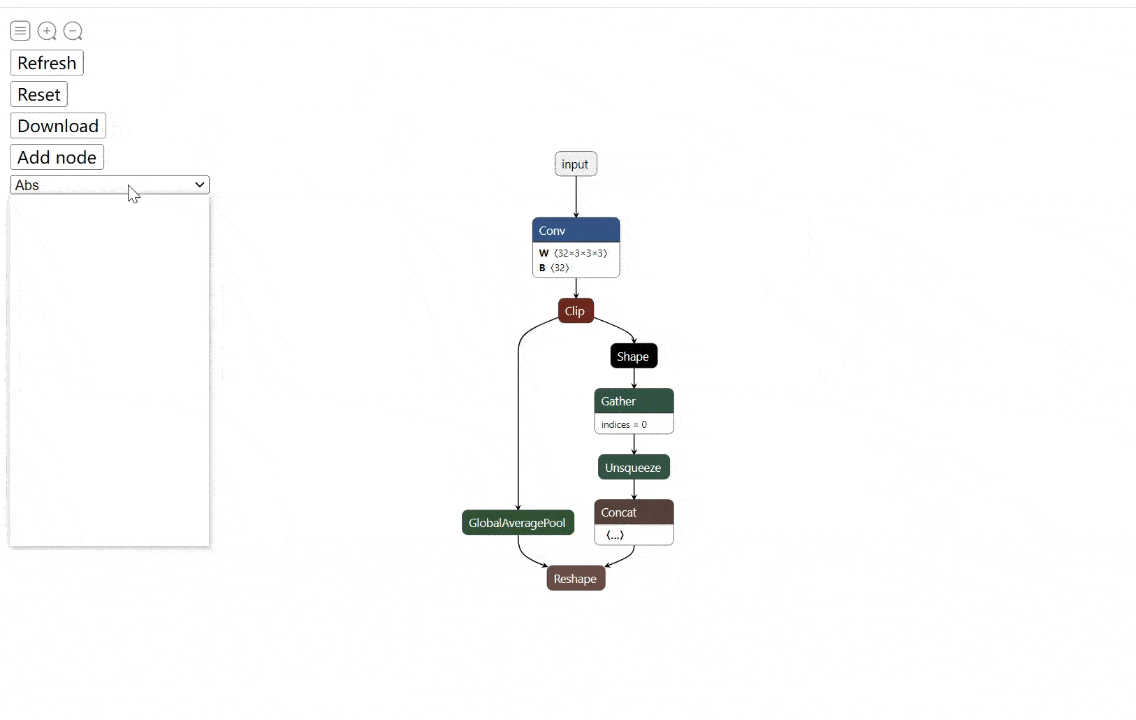 Refresh
Reset
Download
Add node
Abs
input
Conv
W ⟨32×3×3×3⟩
B ⟨32⟩
Clip
Shape
Gather
indices = 0
Unsqueeze
Concat
⟨...⟩
GlobalAveragePool
Reshape